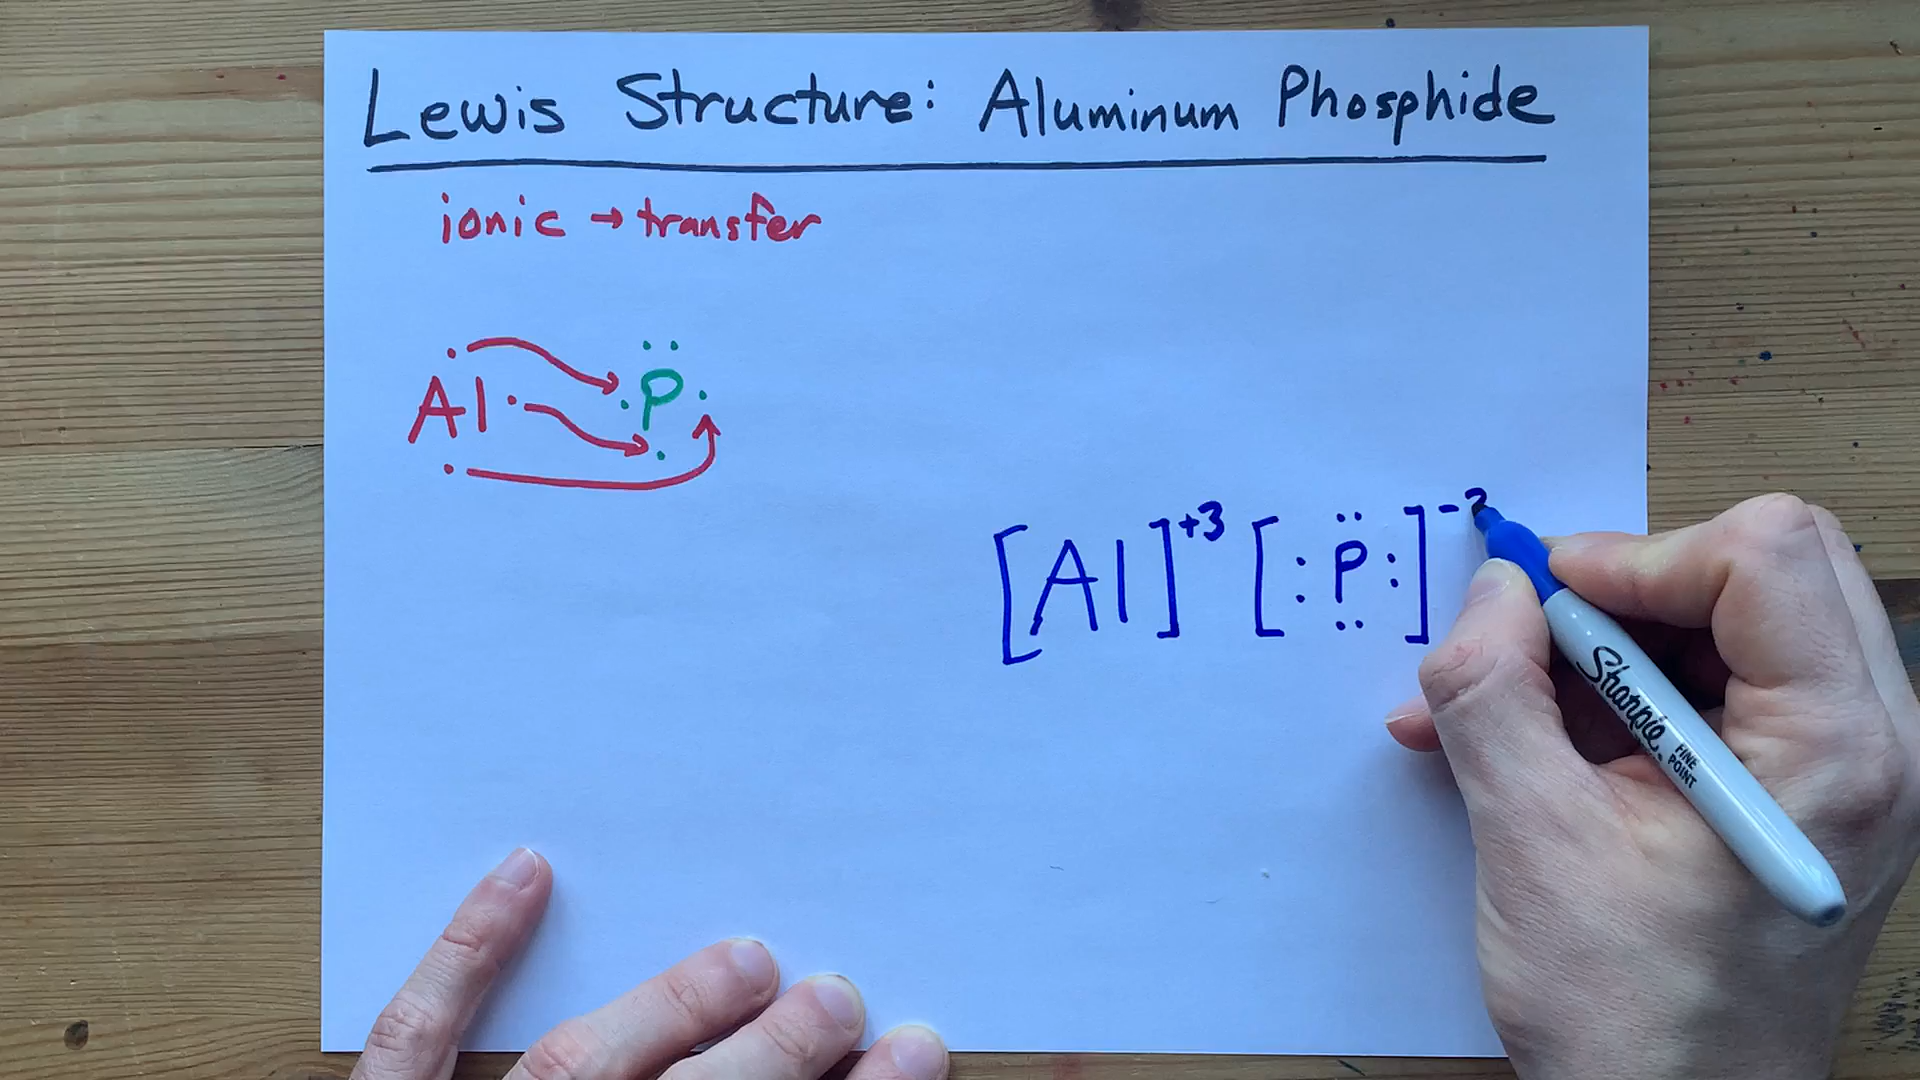 Lewis Structure: Aluminum Phosphide
ionic → transfer
Al P
[Al]+3 [:P:]-3
Sharpie
FINE
POINT